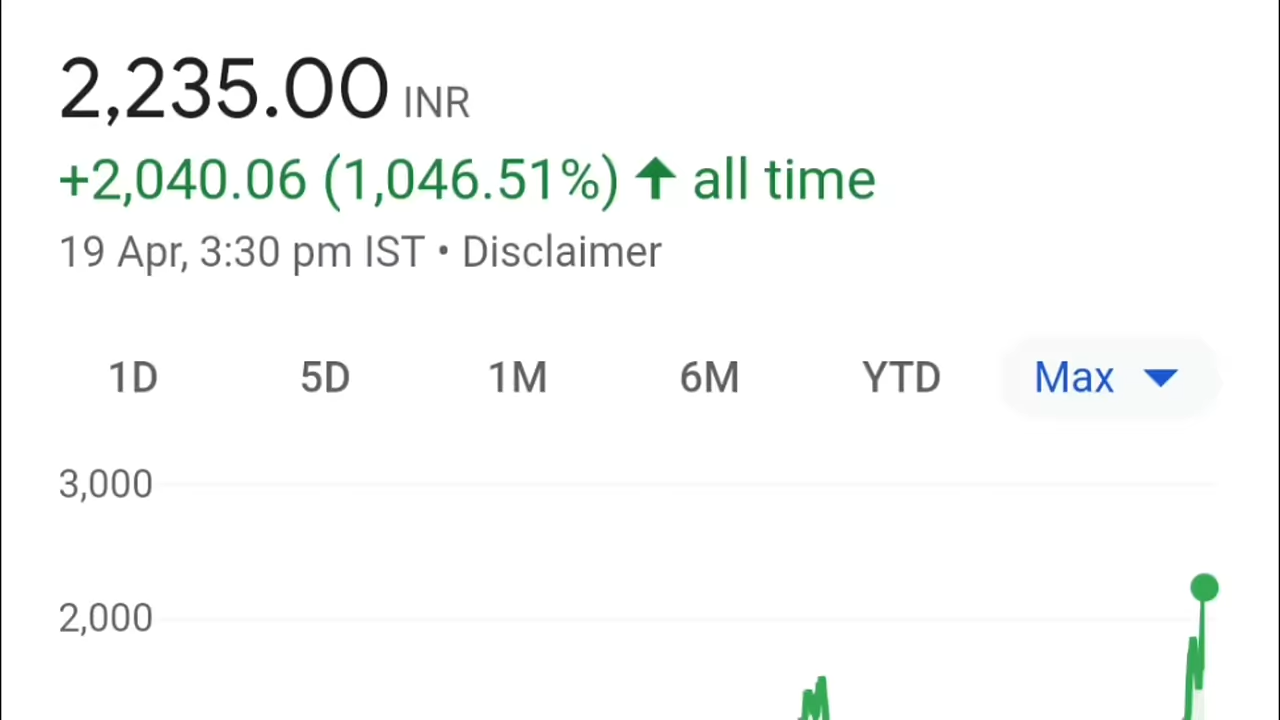 2,235.00 INR
+2,040.06 (1,046.51%) ↑ all time
19 Apr, 3:30 pm IST • Disclaimer
1D 5D 1M 6M YTD Max
3,000
2,000